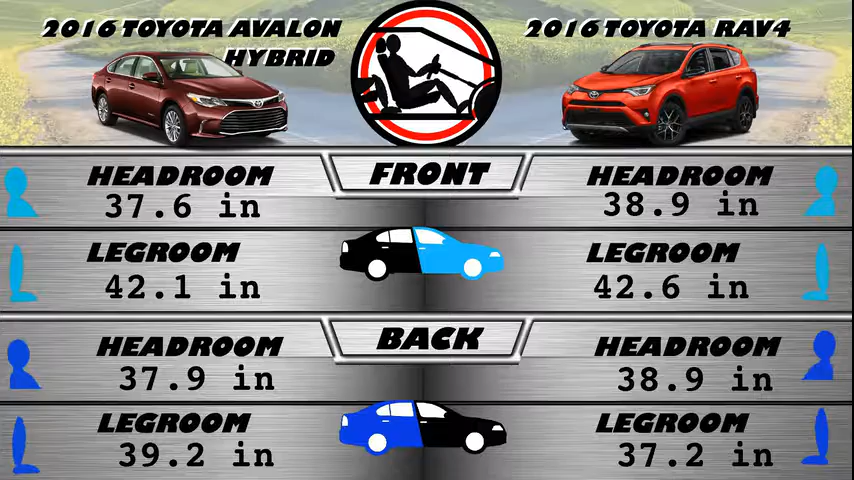 2016 TOYOTA AVALON
HYBRID
2016 TOYOTA RAV4
FRONT
HEADROOM
37.6 in
HEADROOM
38.9 in
LEGROOM
42.1 in
LEGROOM
42.6 in
BACK
HEADROOM
37.9 in
HEADROOM
38.9 in
LEGROOM
39.2 in
LEGROOM
37.2 in